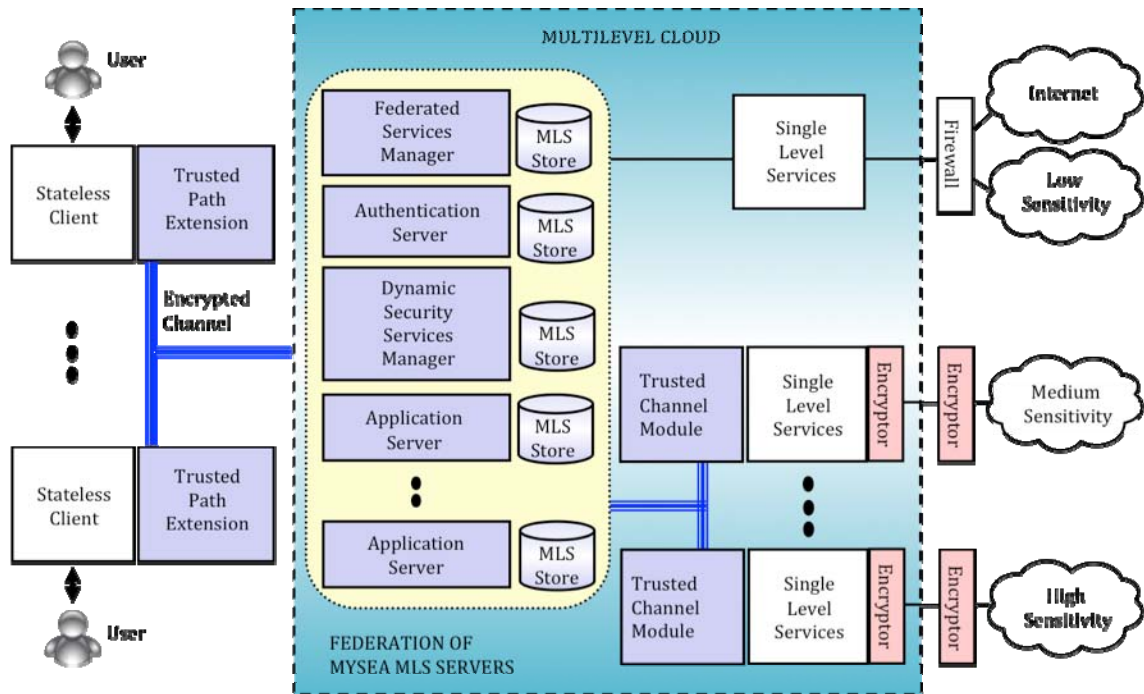 User
Stateless
Client
Trusted
Path
Extension
Encrypted
Channel
Stateless
Client
Trusted
Path
Extension
User
MULTILEVEL CLOUD
Federated
Services
Manager
MLS
Store
Authentication
Server
MLS
Store
Dynamic
Security
Services
Manager
MLS
Store
Application
Server
MLS
Store
Application
Server
MLS
Store
FEDERATION OF
MYSEA MLS SERVERS
Single
Level
Services
Firewall
Internet
Low
Sensitivity
Trusted
Channel
Module
Single
Level
Services
Encryptor
Encryptor
Medium
Sensitivity
Trusted
Channel
Module
Single
Level
Services
Encryptor
Encryptor
High
Sensitivity